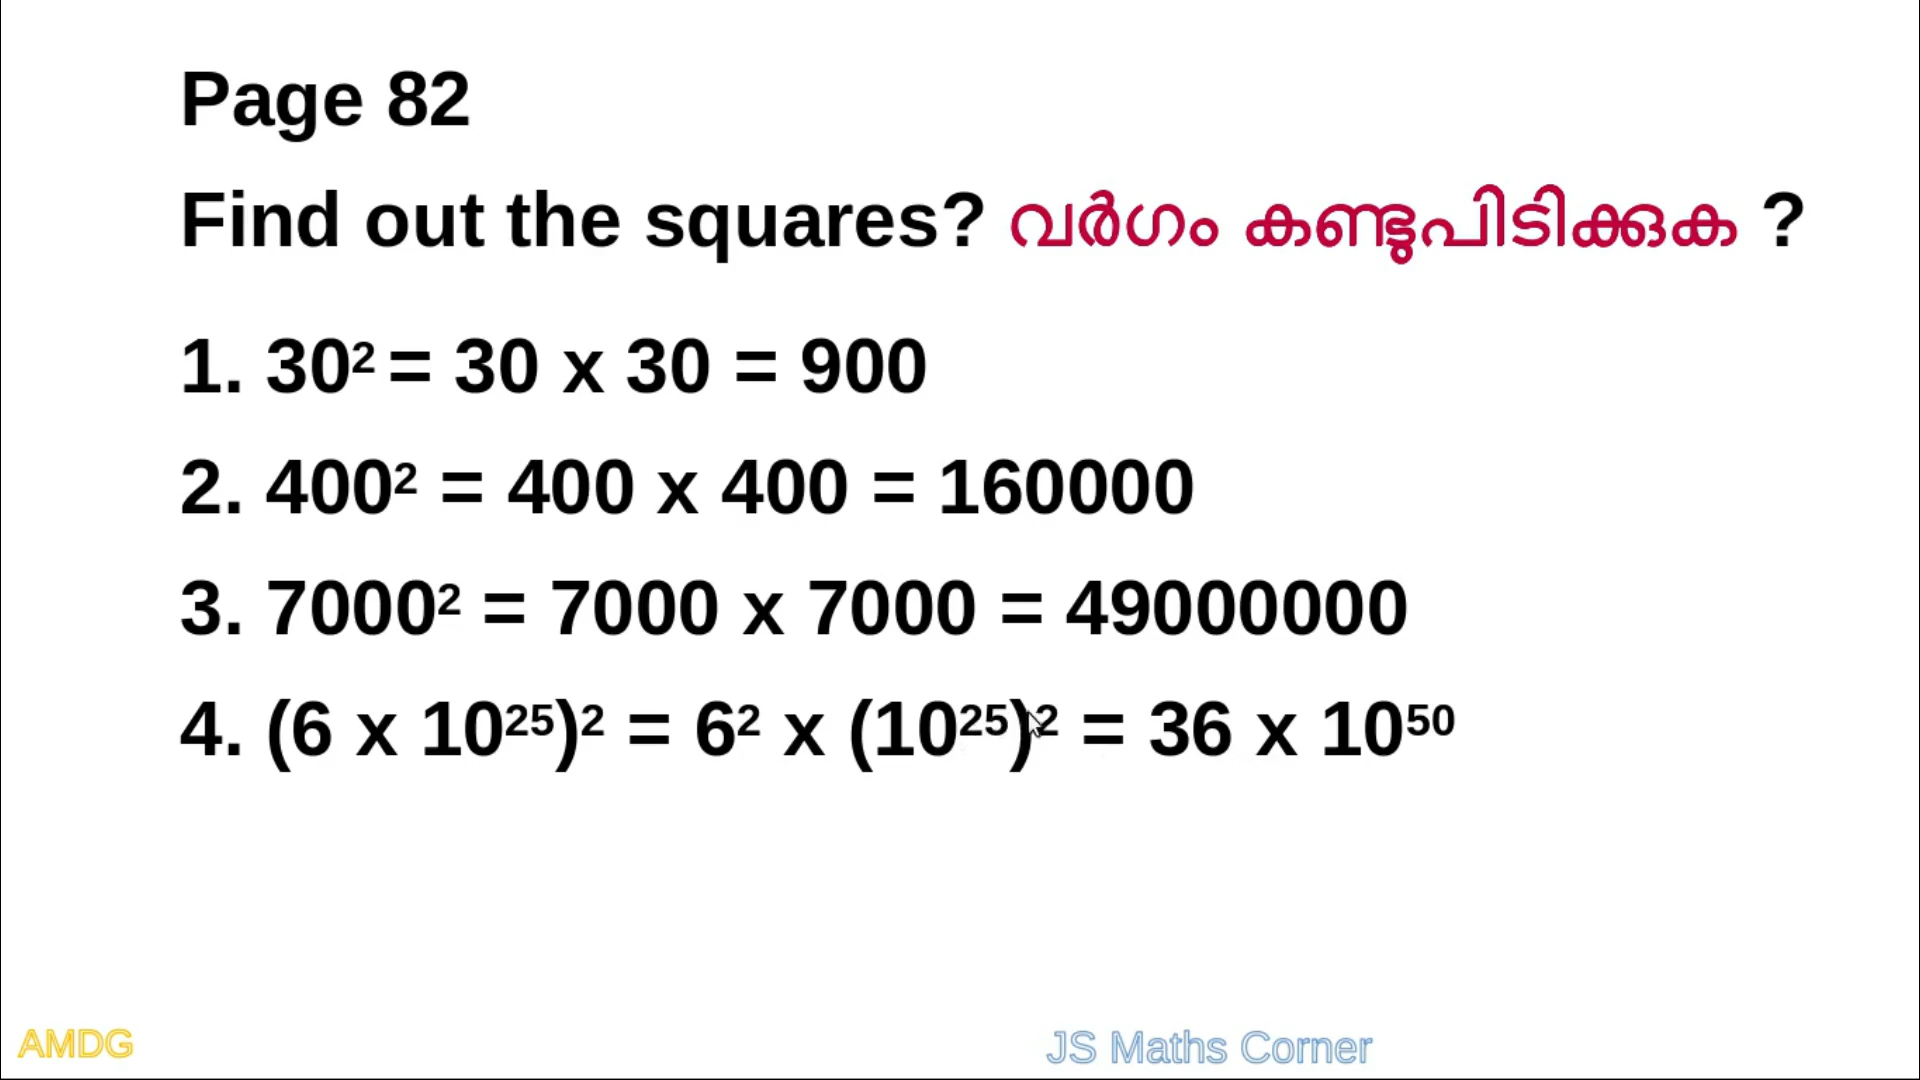 Page 82
Find out the squares? വർഗം കണ്ടുപിടിക്കുക ?
1. 30² = 30 x 30 = 900
2. 400² = 400 x 400 = 160000
3. 7000² = 7000 x 7000 = 49000000
4. (6 x 10²⁵)² = 6² x (10²⁵)² = 36 x 10⁵⁰
AMDG
JS Maths Corner